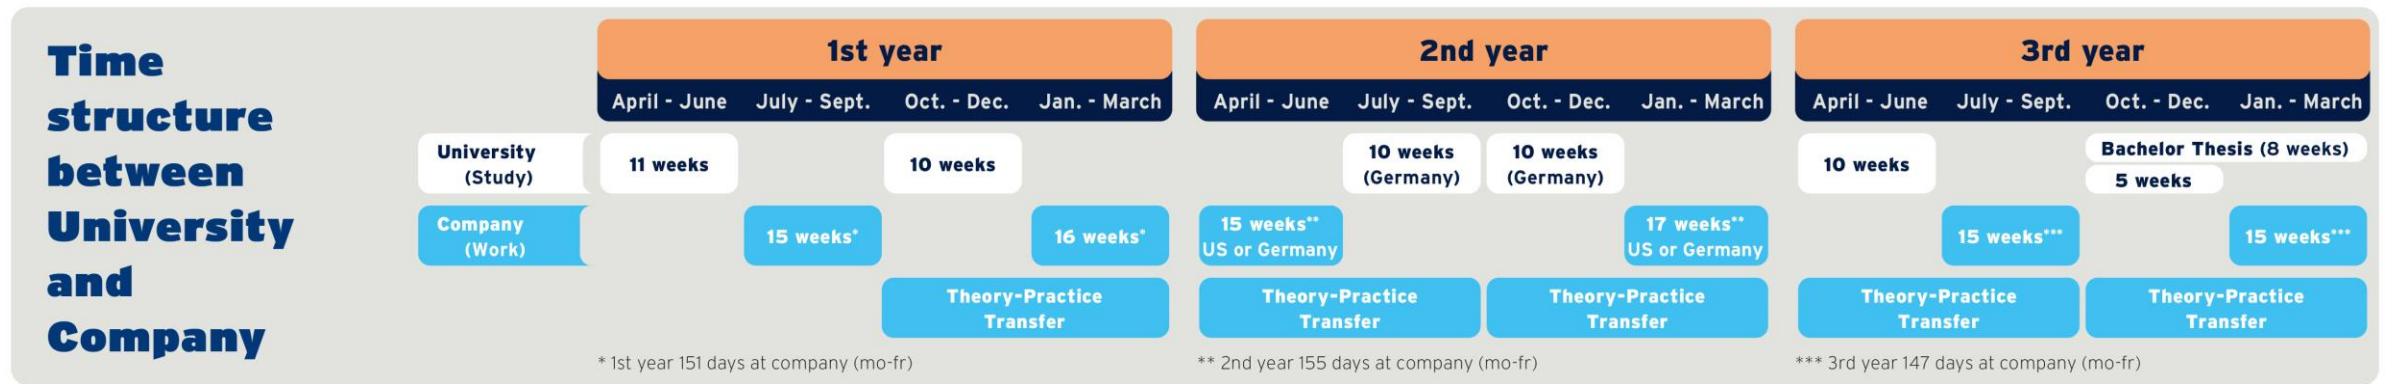 Time
structure
between
University
and
Company
1st year
2nd year
3rd year
April - June July - Sept. Oct. - Dec. Jan. - March
April - June July - Sept. Oct. - Dec. Jan. - March
April - June July - Sept. Oct. - Dec. Jan. - March
University
(Study)
11 weeks
10 weeks
10 weeks
(Germany)
10 weeks
(Germany)
10 weeks
Bachelor Thesis (8 weeks)
5 weeks
Company
(Work)
15 weeks*
16 weeks*
15 weeks**
US or Germany
17 weeks**
US or Germany
15 weeks***
15 weeks***
Theory-Practice
Transfer
Theory-Practice
Transfer
Theory-Practice
Transfer
Theory-Practice
Transfer
Theory-Practice
Transfer
* 1st year 151 days at company (mo-fr)
** 2nd year 155 days at company (mo-fr)
*** 3rd year 147 days at company (mo-fr)